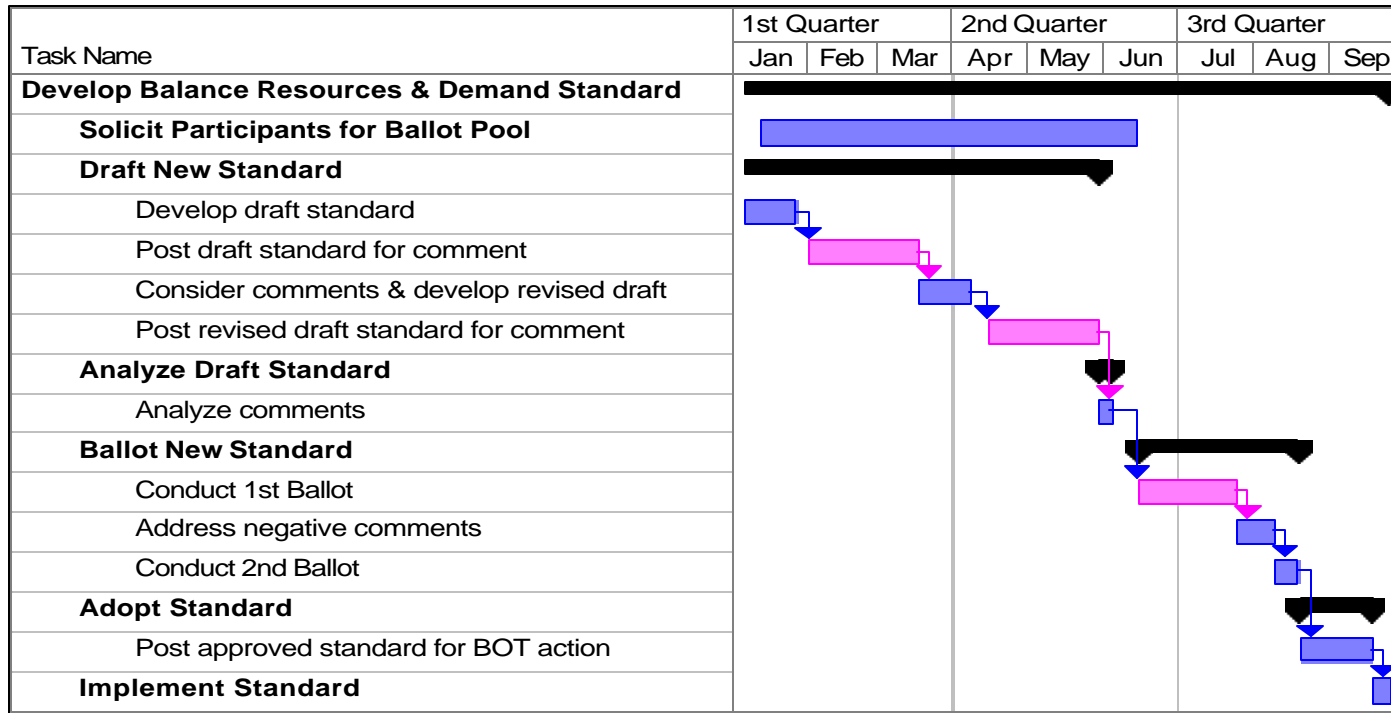 1st Quarter 2nd Quarter 3rd Quarter
Task Name Jan Feb Mar Apr May Jun Jul Aug Sep
Develop Balance Resources & Demand Standard
Solicit Participants for Ballot Pool
Draft New Standard
Develop draft standard
Post draft standard for comment
Consider comments & develop revised draft
Post revised draft standard for comment
Analyze Draft Standard
Analyze comments
Ballot New Standard
Conduct 1st Ballot
Address negative comments
Conduct 2nd Ballot
Adopt Standard
Post approved standard for BOT action
Implement Standard